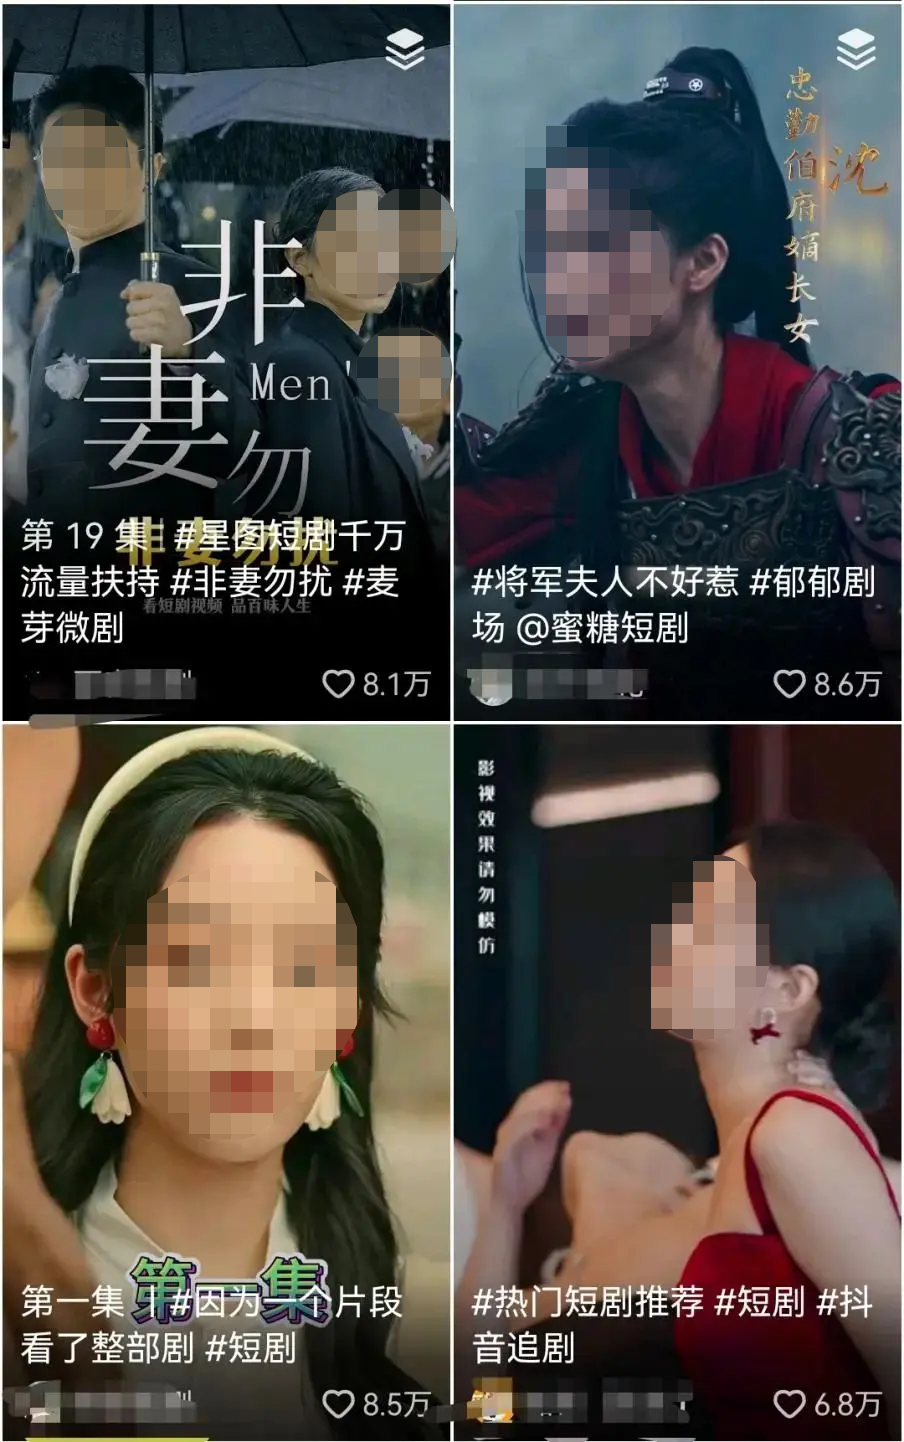 非
妻
Men'
勿
非妻勿扰
看短剧视频 品百味人生
第 19 集 | #星图短剧千万
流量扶持 #非妻勿扰 #麦
芽微剧
8.1万
忠勤伯府嫡长女
沈
#将军夫人不好惹 #郁郁剧
场 @蜜糖短剧
8.6万
第一集
第一集 | #因为一个片段
看了整部剧 #短剧
8.5万
影视效果请勿模仿
#热门短剧推荐 #短剧 #抖
音追剧
6.8万